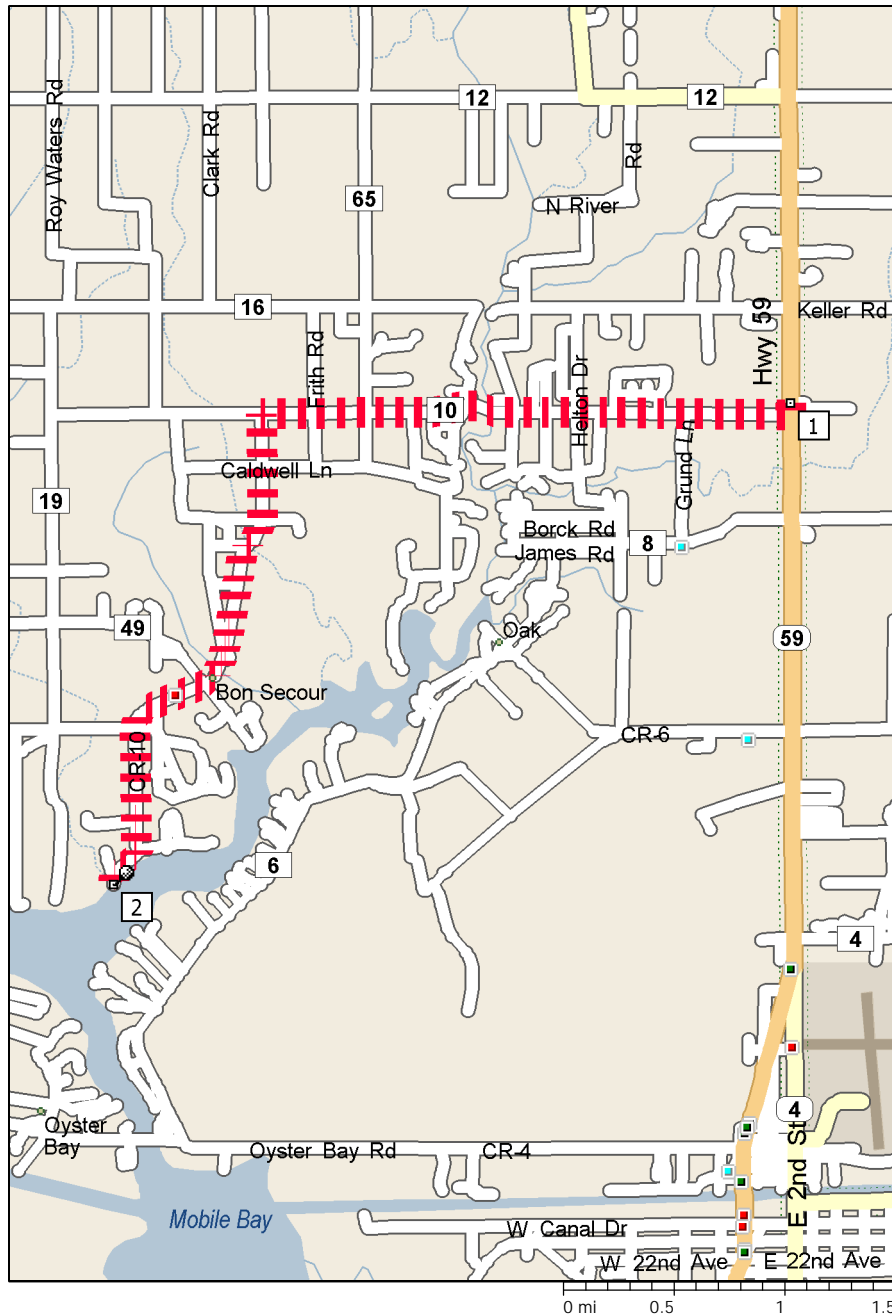 12
12
Roy Waters Rd
Clark Rd
Rd
65
N River
16
Hwy 59
Keller Rd
Frith Rd
10
Helton Dr
1
Caldwell Ln
Grund Ln
19
Borck Rd
8
James Rd
49
Oak
59
Bon Secour
CR-6
CR-10
6
2
4
4
Oyster
Bay
Oyster Bay Rd
CR-4
E 2nd St
Mobile Bay
W Canal Dr
W 22nd Ave
E 22nd Ave
0 mi
0.5
1
1.5